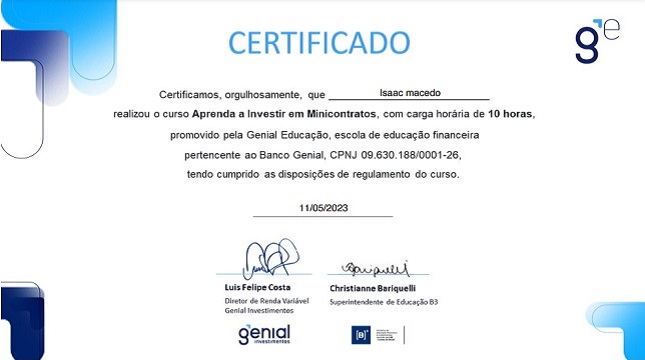 ge
CERTIFICADO
Certificamos, orgulhosamente, que Isaac macedo
realizou o curso Aprenda a Investir em Minicontratos, com carga horária de 10 horas,
promovido pela Genial Educação, escola de educação financeira
pertencente ao Banco Genial, CPNJ 09.630.188/0001-26,
tendo cumprido as disposições de regulamento do curso.
11/05/2023
Luis Felipe Costa
Diretor de Renda Variável
Genial Investimentos
Christianne Bariquelli
Superintendente de Educação B3
genial
investimentos
[B]³